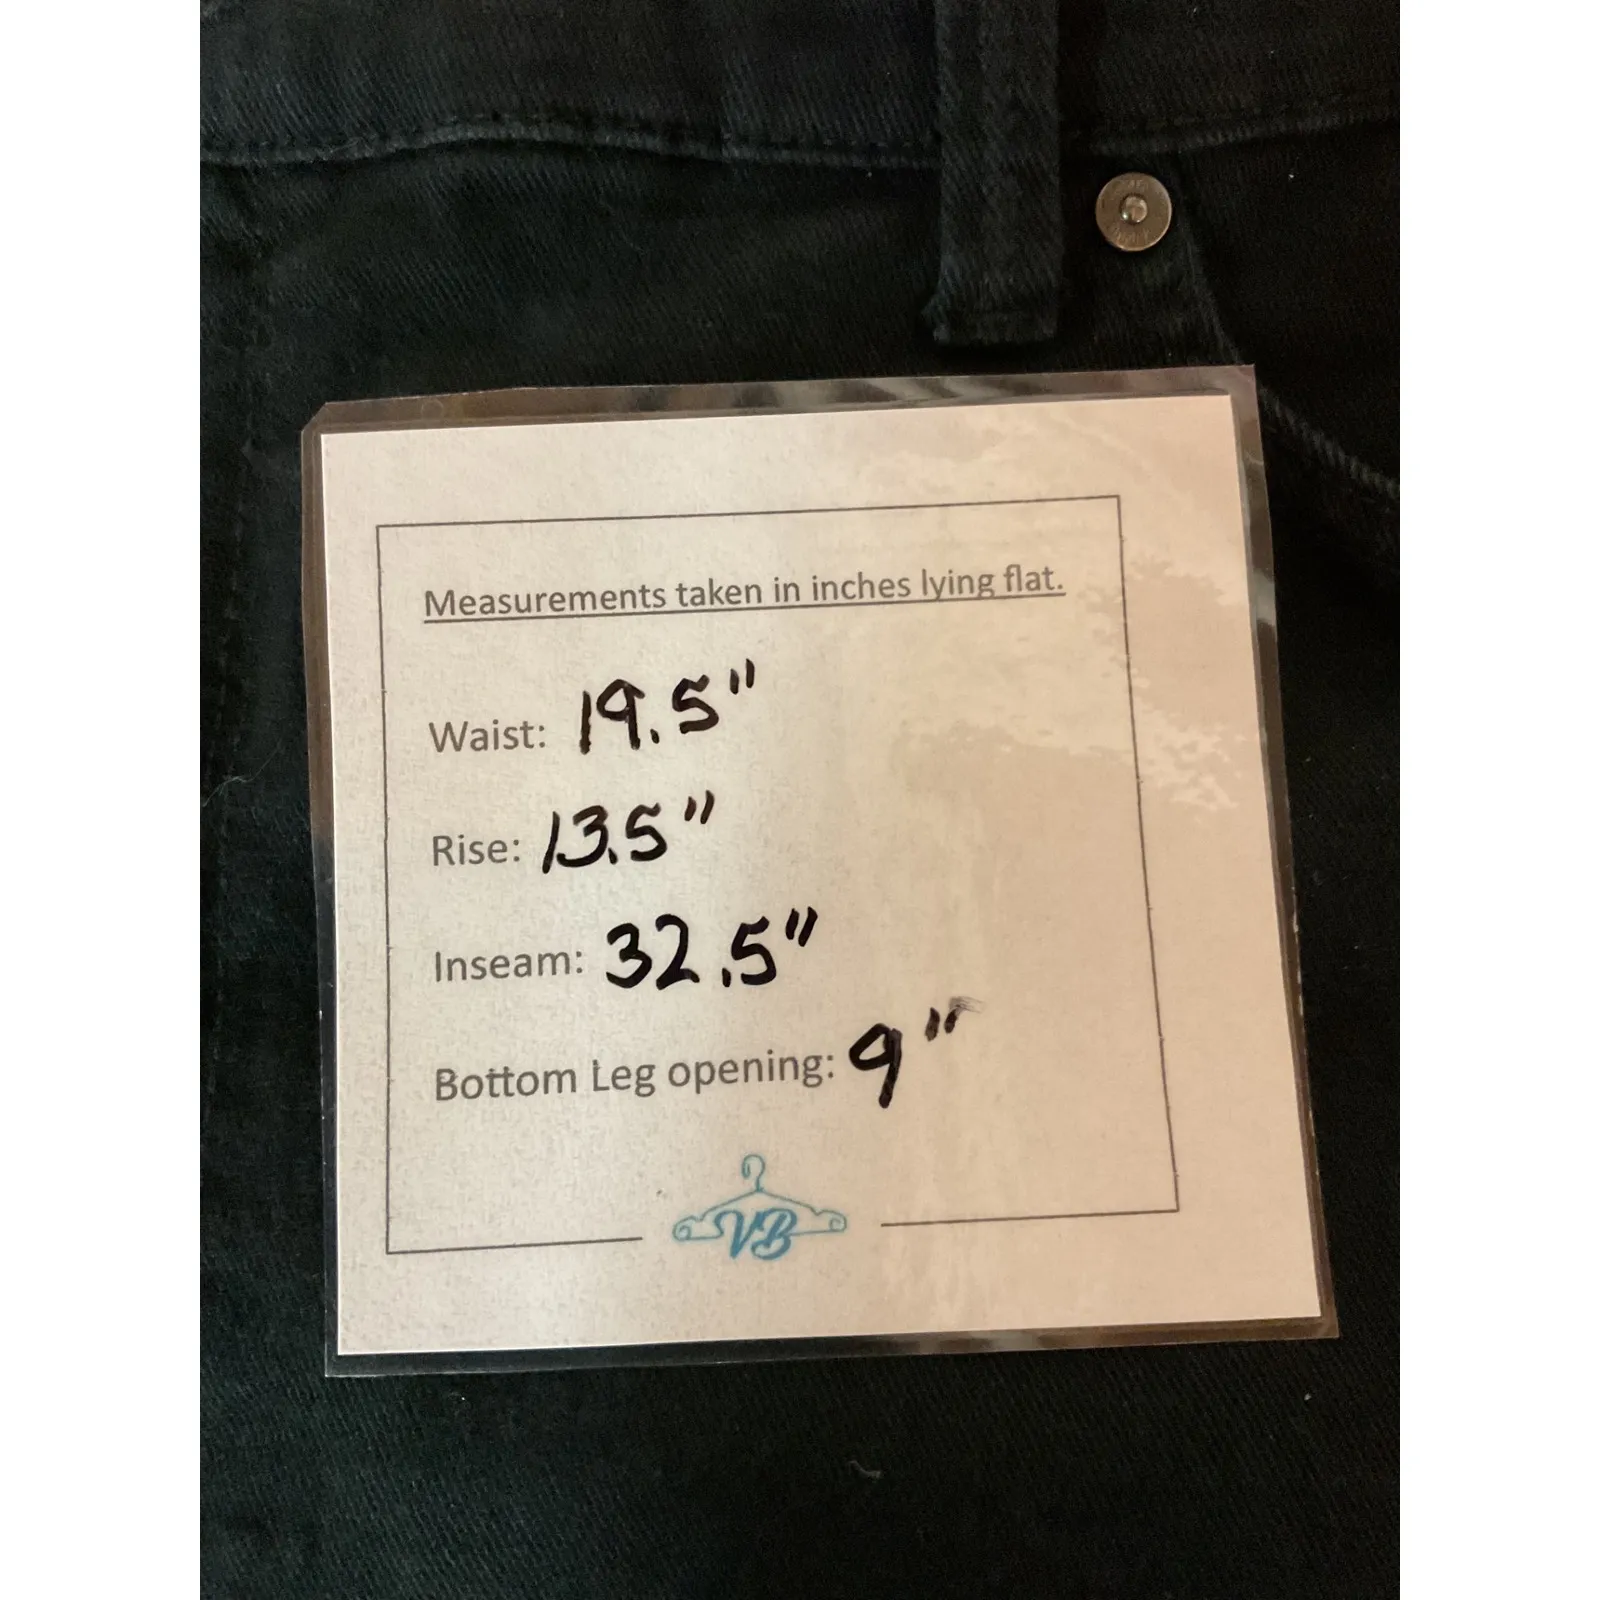 Measurements taken in inches lying flat.
Waist: 19.5"
Rise: 13.5"
Inseam: 32.5"
Bottom Leg opening: 9"
VB